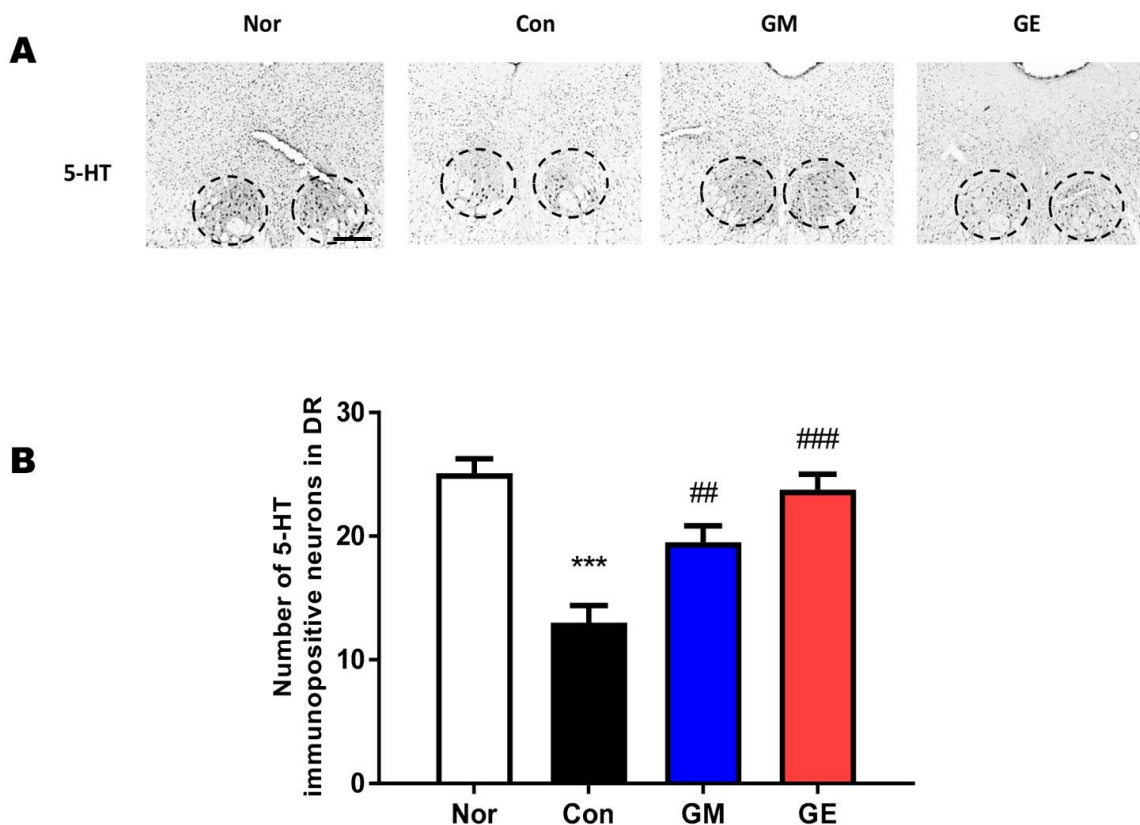 Nor Con GM GE
A
5-HT
B
Number of 5-HT
immunopositive neurons in DR
30
20
10
0
***
##
###
Nor Con GM GE